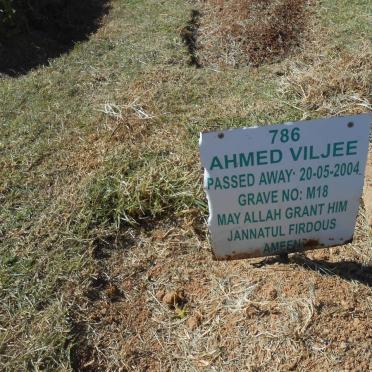 786
AHMED VILJEE
PASSED AWAY: 20-05-2004
GRAVE NO: M18
MAY ALLAH GRANT HIM
JANNATUL FIRDOUS
AMEEN